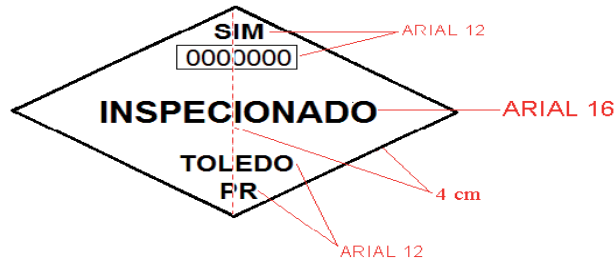 SIM
ARIAL 12
0000000
INSPECIONADO
ARIAL 16
TOLEDO
PR
4 cm
ARIAL 12